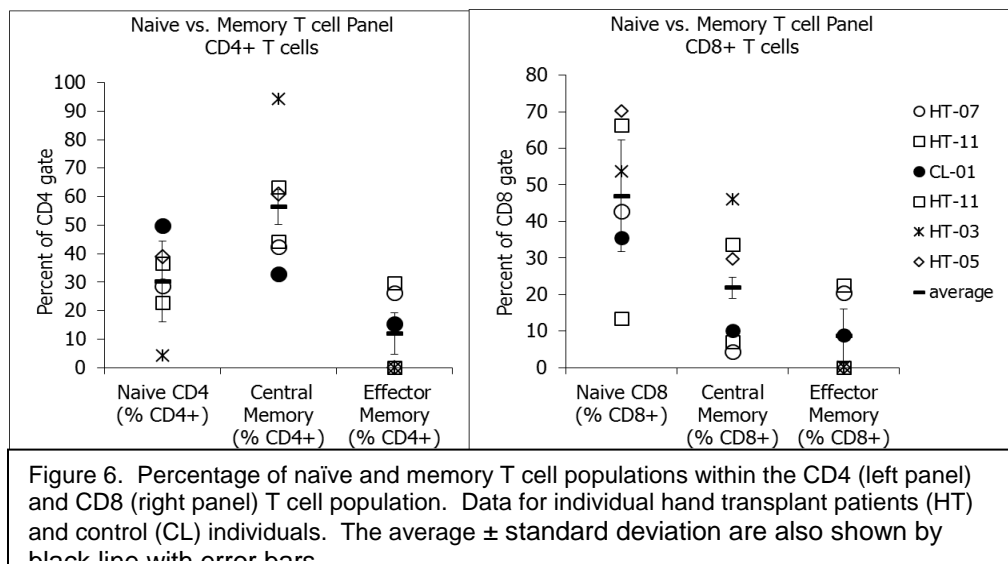 Naive vs. Memory T cell Panel
CD4+ T cells
Percent of CD4 gate
100
90
80
70
60
50
40
30
20
10
0
Naive CD4
(% CD4+)
Central
Memory
(% CD4+)
Effector
Memory
(% CD4+)
Naive vs. Memory T cell Panel
CD8+ T cells
Percent of CD8 gate
80
70
60
50
40
30
20
10
0
Naive CD8
(% CD8+)
Central
Memory
(% CD8+)
Effector
Memory
(% CD8+)
HT-07
HT-11
CL-01
HT-11
HT-03
HT-05
average
Figure 6. Percentage of naïve and memory T cell populations within the CD4 (left panel)
and CD8 (right panel) T cell population. Data for individual hand transplant patients (HT)
and control (CL) individuals. The average ± standard deviation are also shown by
black line with error bars